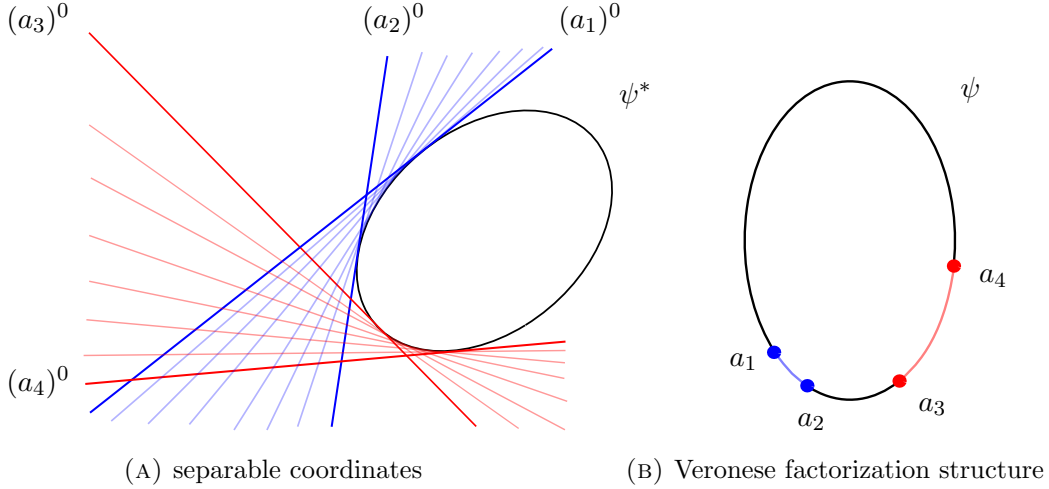 (a₃)⁰ (a₂)⁰ (a₁)⁰
ψ* ψ
a₄
a₁
(a₄)⁰ a₂ a₃
(A) separable coordinates
(B) Veronese factorization structure